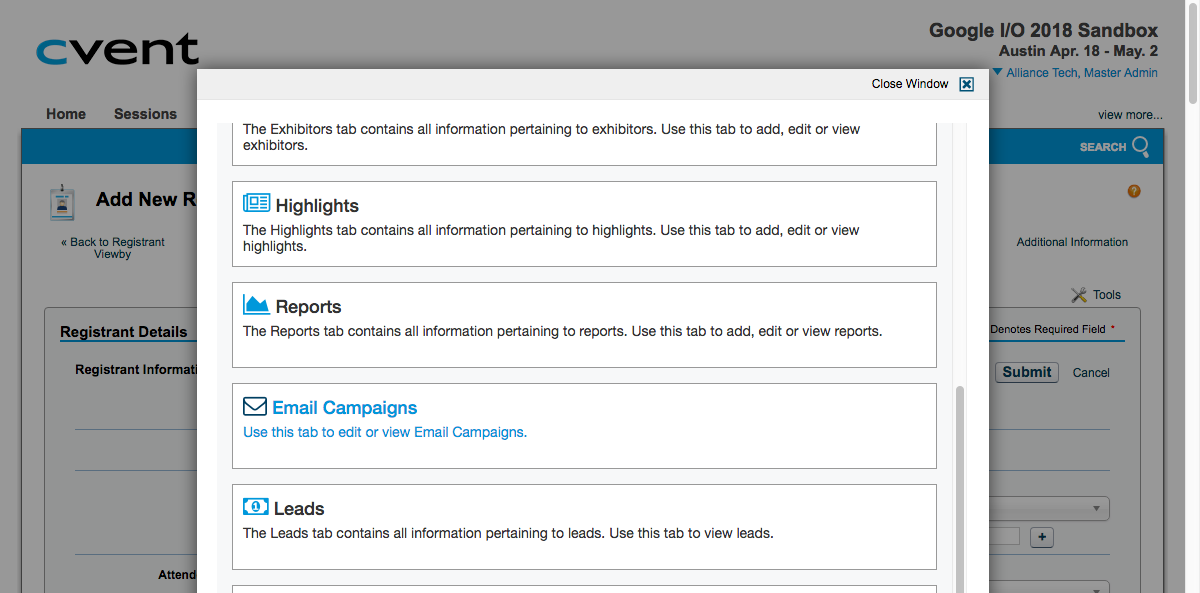 cvent
Google I/O 2018 Sandbox
Austin Apr. 18 - May. 2
Alliance Tech, Master Admin
Close Window
Home
Sessions
view more...
SEARCH
Add New R
?
« Back to Registrant
Viewby
Additional Information
Tools
Registrant Details
Denotes Required Field *
Registrant Informati
Submit
Cancel
+
Attend
The Exhibitors tab contains all information pertaining to exhibitors. Use this tab to add, edit or view
exhibitors.
Highlights
The Highlights tab contains all information pertaining to highlights. Use this tab to add, edit or view
highlights.
Reports
The Reports tab contains all information pertaining to reports. Use this tab to add, edit or view reports.
Email Campaigns
Use this tab to edit or view Email Campaigns.
Leads
The Leads tab contains all information pertaining to leads. Use this tab to view leads.